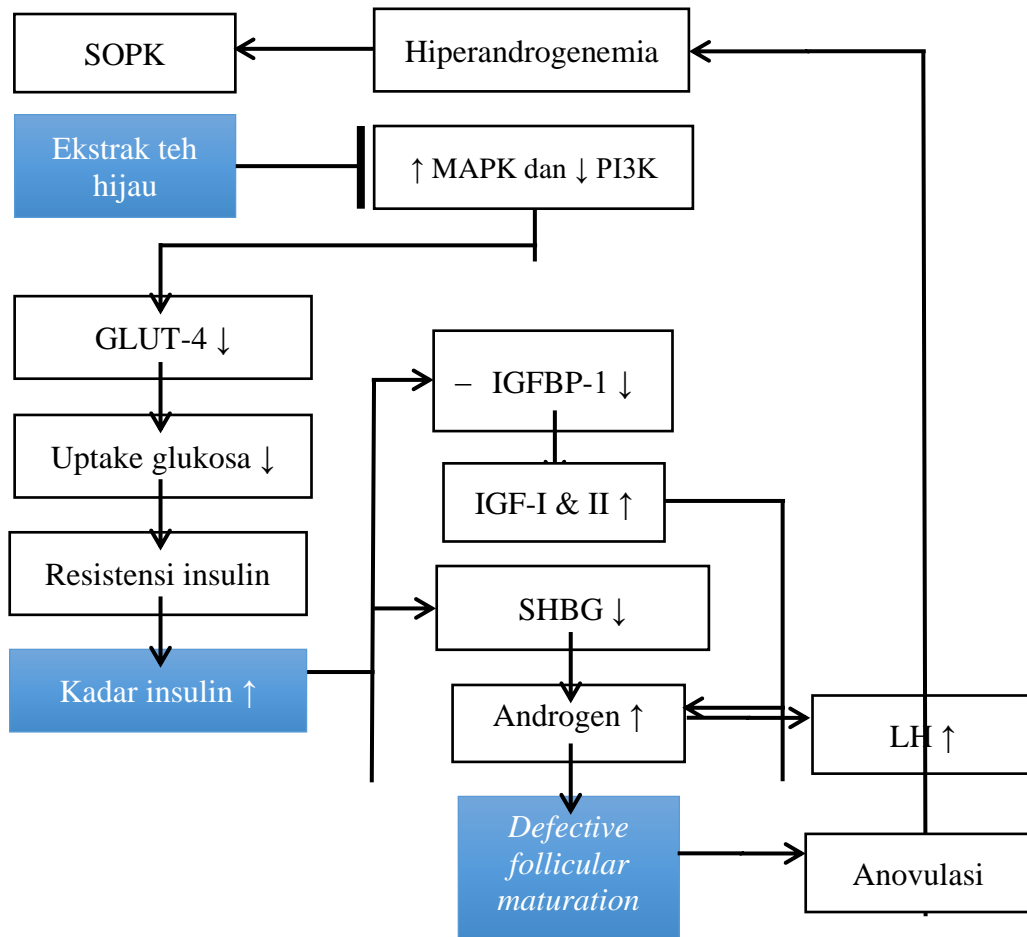 SOPK
Hiperandrogenemia
Ekstrak teh
hijau
↑ MAPK dan ↓ PI3K
GLUT-4 ↓
– IGFBP-1 ↓
Uptake glukosa ↓
IGF-I & II ↑
Resistensi insulin
SHBG ↓
Kadar insulin ↑
Androgen ↑
LH ↑
Defective
follicular
maturation
Anovulasi